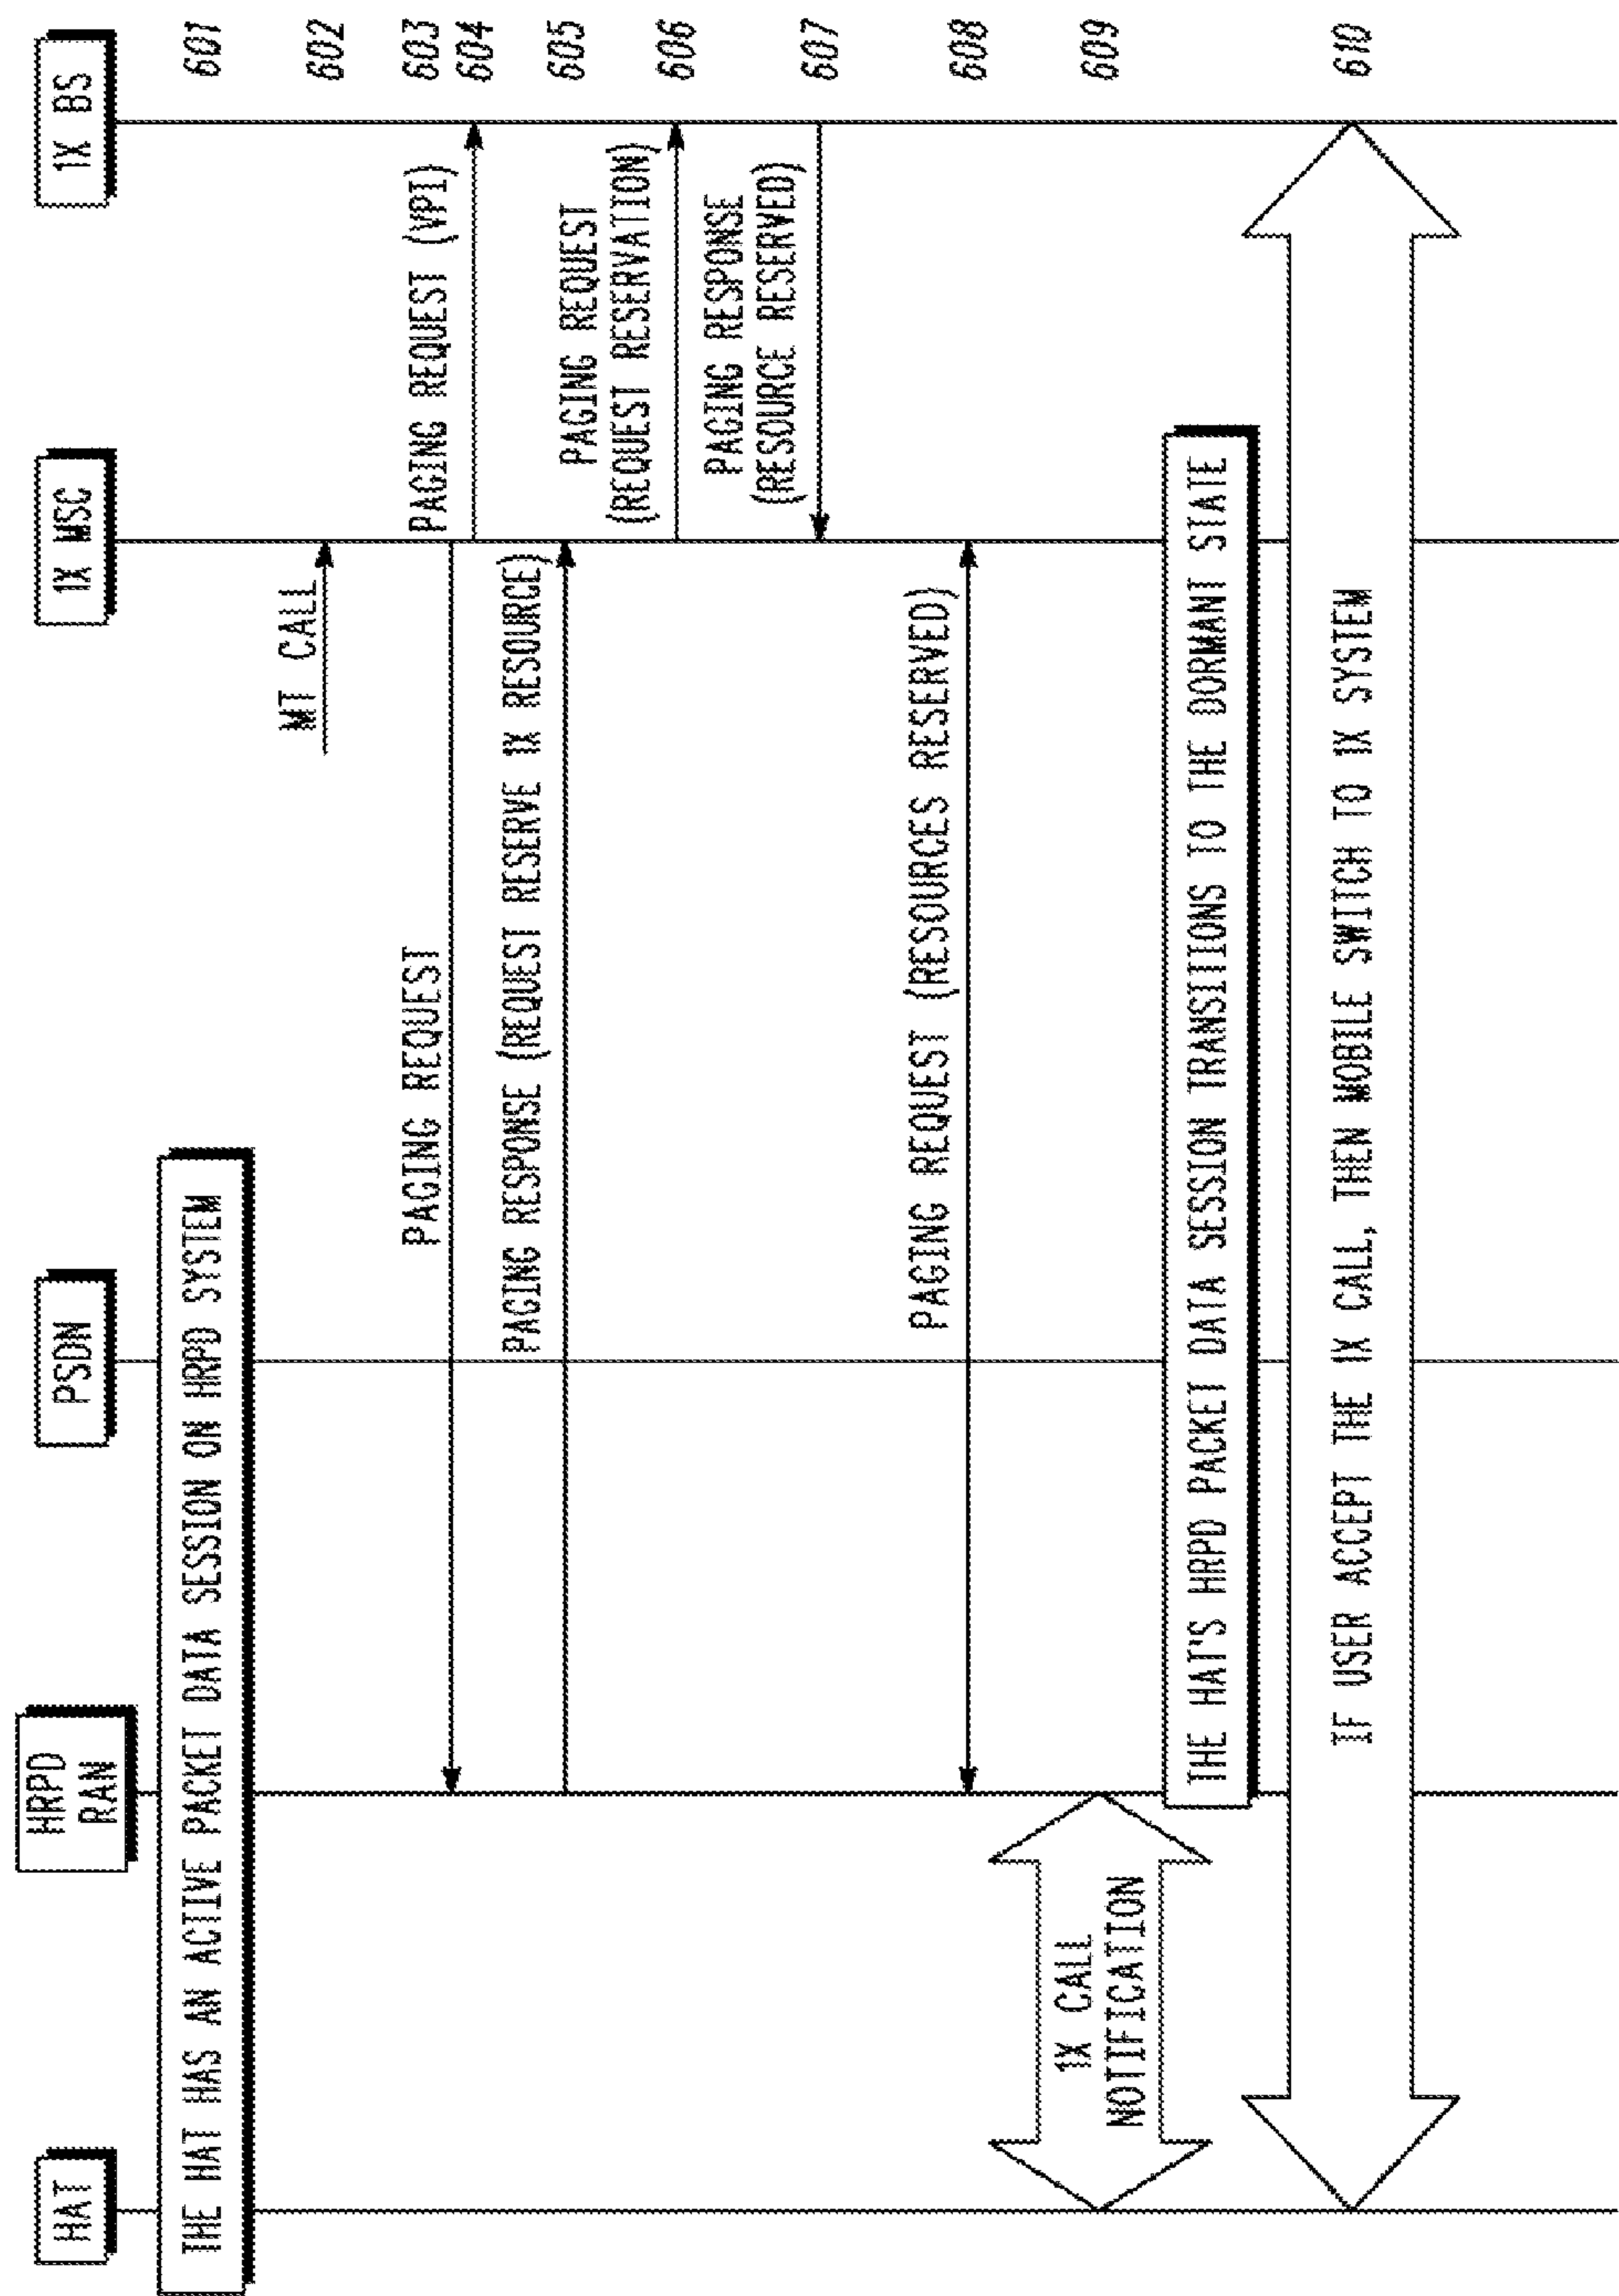 HAT
HRPD
RAN
PSDN
1X MSC
1X BS
THE HAT HAS AN ACTIVE PACKET DATA SESSION ON HRPD SYSTEM
601
MT CALL
602
PAGING REQUEST
603
PAGING REQUEST (VPI)
604
PAGING RESPONSE (REQUEST RESERVE 1X RESOURCE)
605
PAGING REQUEST
(REQUEST RESERVATION)
606
PAGING RESPONSE
(RESOURCE RESERVED)
607
PAGING REQUEST (RESOURCES RESERVED)
608
1X CALL
NOTIFICATION
609
THE HAT'S HRPD PACKET DATA SESSION TRANSITIONS TO THE DORMANT STATE
IF USER ACCEPT THE 1X CALL, THEN MOBILE SWITCH TO 1X SYSTEM
610